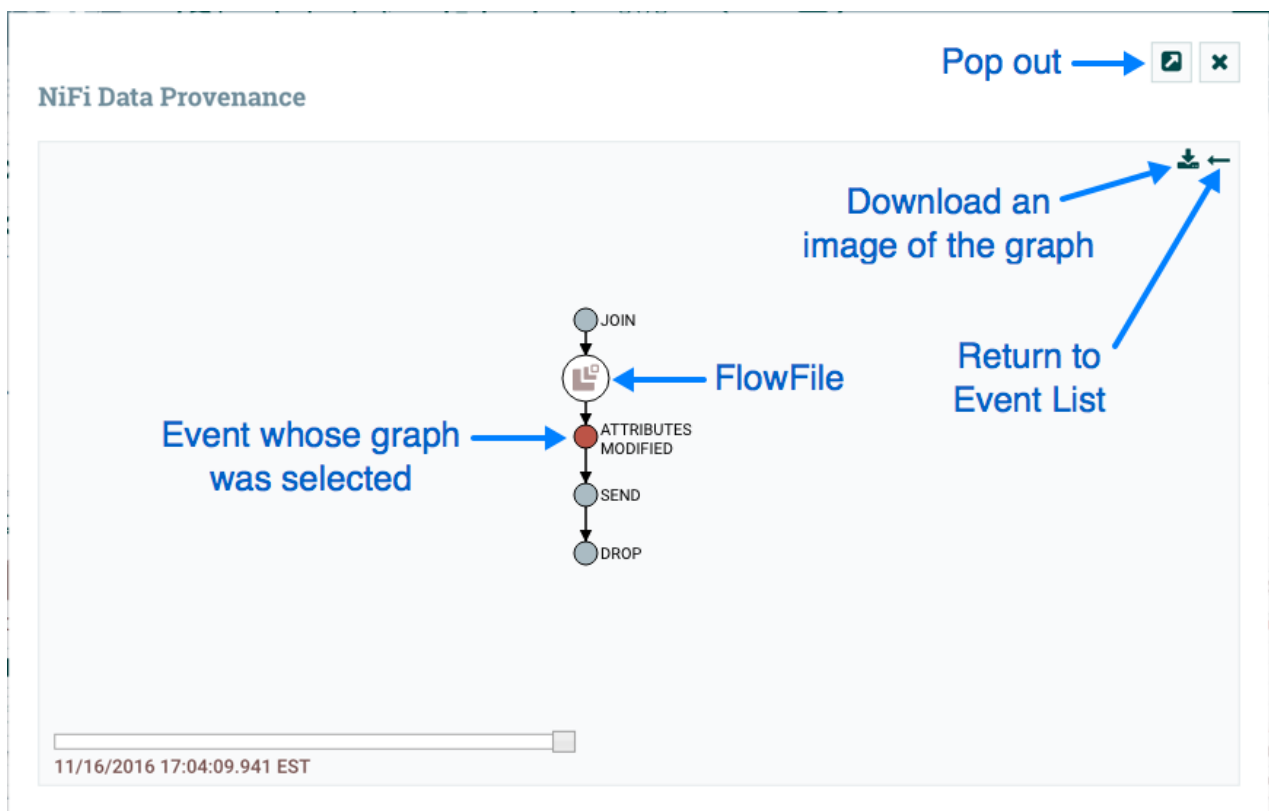 Pop out
NiFi Data Provenance
Download an
image of the graph
JOIN
Return to
Event List
FlowFile
Event whose graph
was selected
ATTRIBUTES
MODIFIED
SEND
DROP
11/16/2016 17:04:09.941 EST